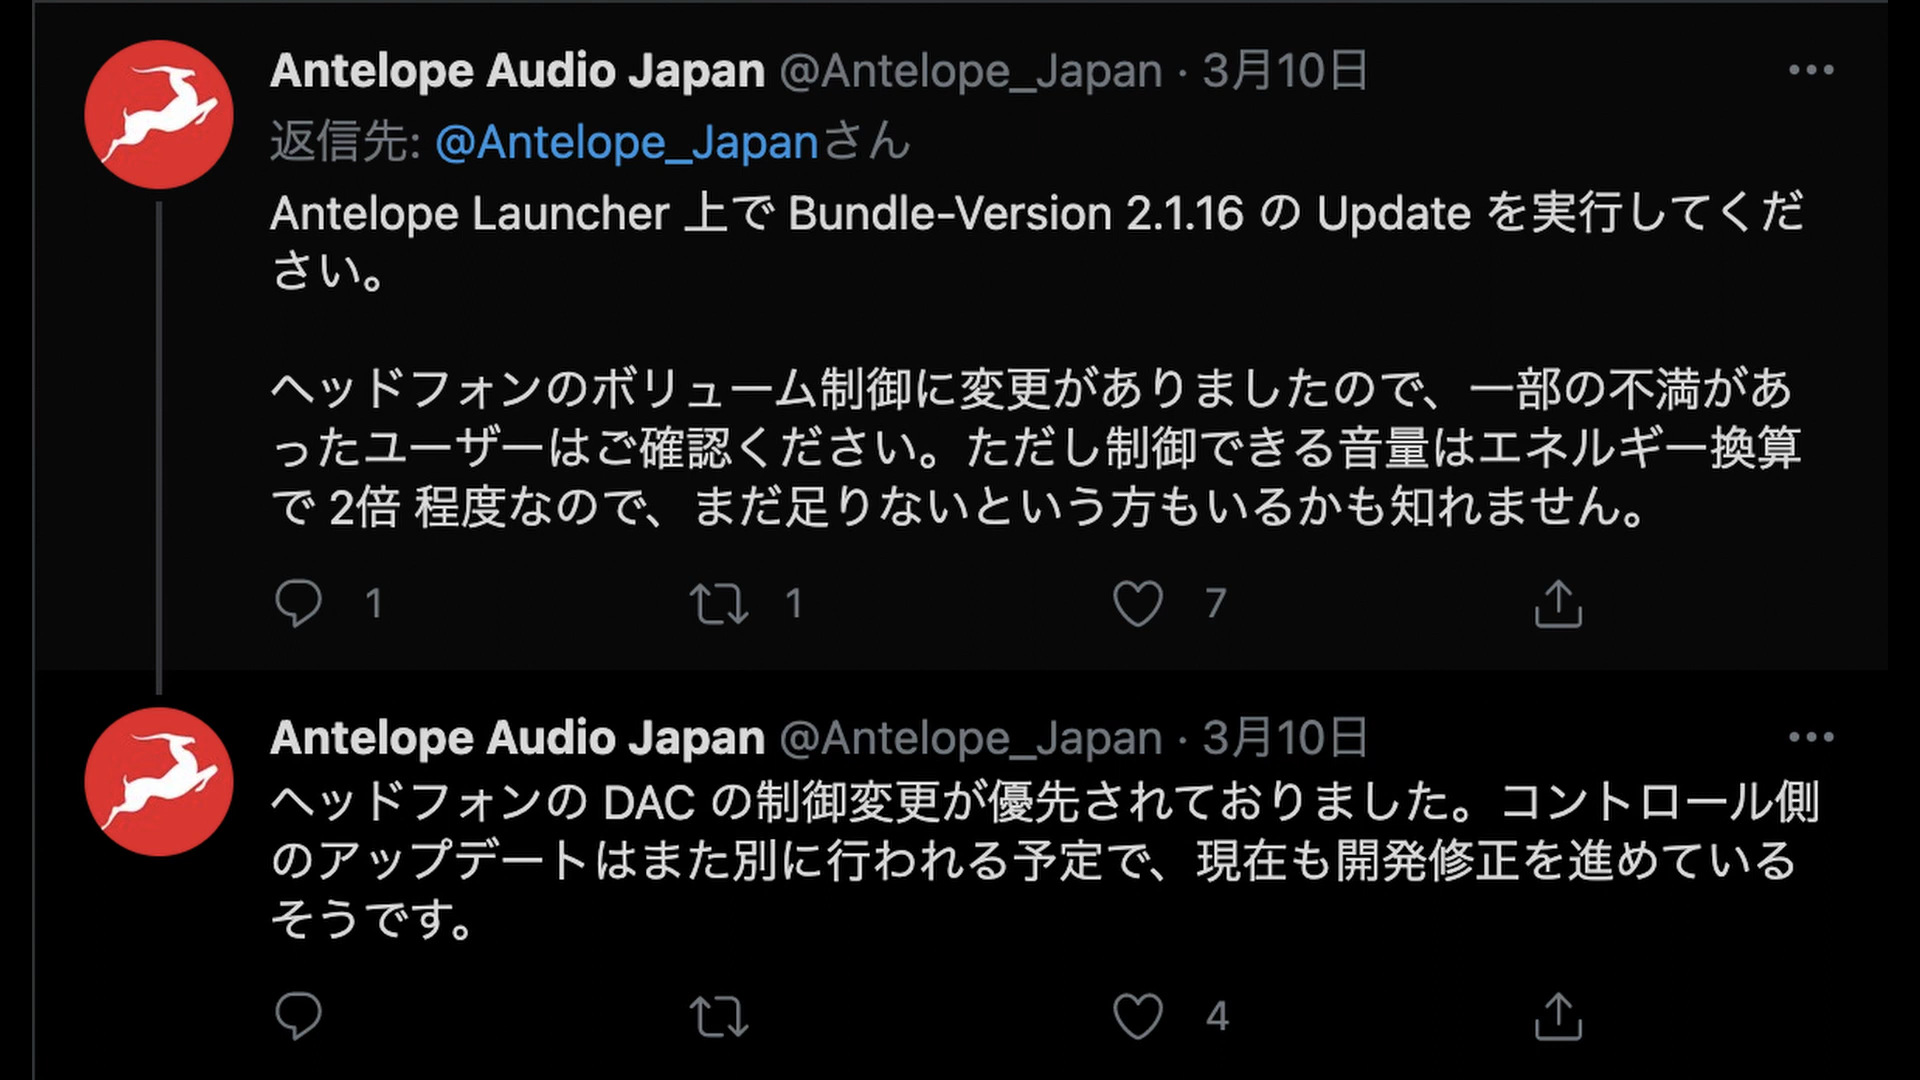 Antelope Audio Japan @Antelope_Japan · 3月10日
返信先: @Antelope_Japanさん
Antelope Launcher 上で Bundle-Version 2.1.16 の Update を実行してくだ
さい。
ヘッドフォンのボリューム制御に変更がありましたので、一部の不満があ
ったユーザーはご確認ください。ただし制御できる音量はエネルギー換算
で 2倍 程度なので、まだ足りないという方もいるかも知れません。
1 1 7
Antelope Audio Japan @Antelope_Japan · 3月10日
ヘッドフォンの DAC の制御変更が優先されておりました。コントロール側
のアップデートはまた別に行われる予定で、現在も開発修正を進めている
そうです。
4